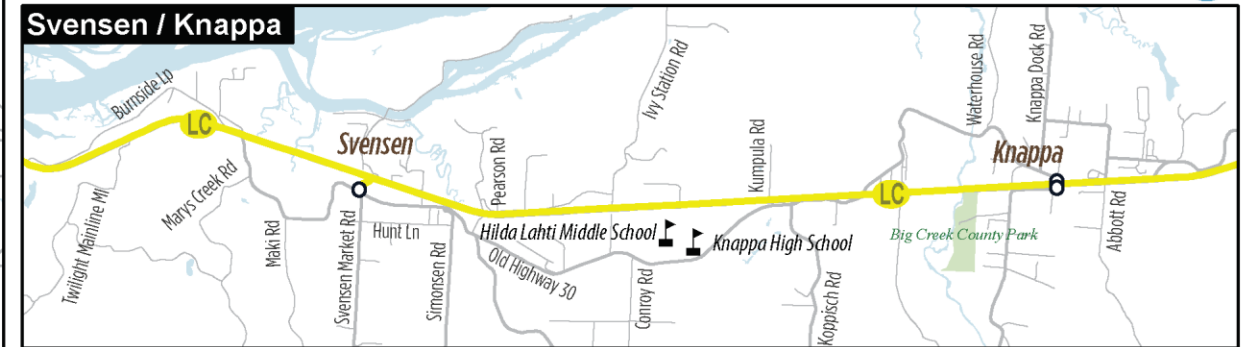 Svensen / Knappa
Burnside Lp
LC
Svensen
Marys Creek Rd
Twilight Mainline Ml
Maki Rd
Svensen Market Rd
Hunt Ln
Simonsen Rd
Pearson Rd
Ivy Station Rd
Hilda Lahti Middle School
Knappa High School
Old Highway 30
Conroy Rd
Kumpula Rd
Koppisch Rd
LC
Waterhouse Rd
Knappa Dock Rd
Knappa
Big Creek County Park
Abbott Rd